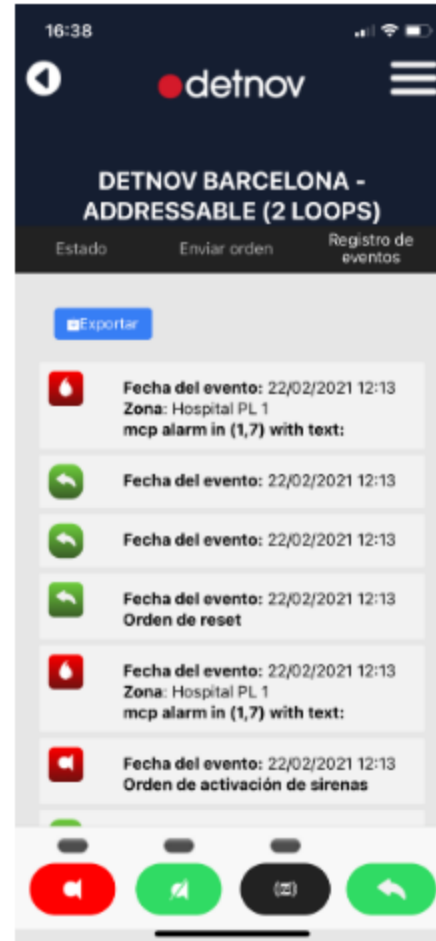 16:38
detnov
DETNOV BARCELONA -
ADDRESSABLE (2 LOOPS)
Estado
Enviar orden
Registro de
eventos
Exportar
Fecha del evento: 22/02/2021 12:13
Zona: Hospital PL 1
mcp alarm in (1,7) with text:
Fecha del evento: 22/02/2021 12:13
Fecha del evento: 22/02/2021 12:13
Fecha del evento: 22/02/2021 12:13
Orden de reset
Fecha del evento: 22/02/2021 12:13
Zona: Hospital PL 1
mcp alarm in (1,7) with text:
Fecha del evento: 22/02/2021 12:13
Orden de activación de sirenas